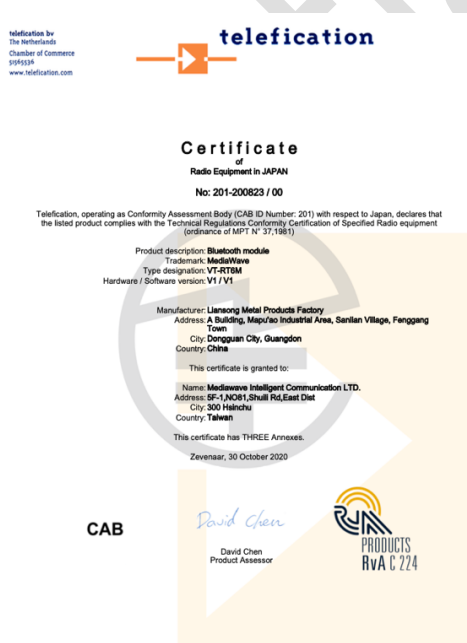 telefication bv
The Netherlands
Chamber of Commerce
51565536
www.telefication.com
telefication
Certificate
of
Radio Equipment in JAPAN
No: 201-200823 / 00
Telefication, operating as Conformity Assessment Body (CAB ID Number: 201) with respect to Japan, declares that
the listed product complies with the Technical Regulations Conformity Certification of Specified Radio equipment
(ordinance of MPT N° 37,1981)
Product description: Bluetooth module
Trademark: MediaWave
Type designation: VT-RT6M
Hardware / Software version: V1 / V1
Manufacturer: Liansong Metal Products Factory
Address: A Building, Mapu'ao Industrial Area, Sanlian Village, Fenggang
Town
City: Dongguan City, Guangdon
Country: China
This certificate is granted to:
Name: Mediawave Intelligent Communication LTD.
Address: 5F-1,NO81,Shuili Rd,East Dist
City: 300 Hsinchu
Country: Taiwan
This certificate has THREE Annexes.
Zevenaar, 30 October 2020
CAB
David Chen
David Chen
Product Assessor
RvA
PRODUCTS
RvA C 224